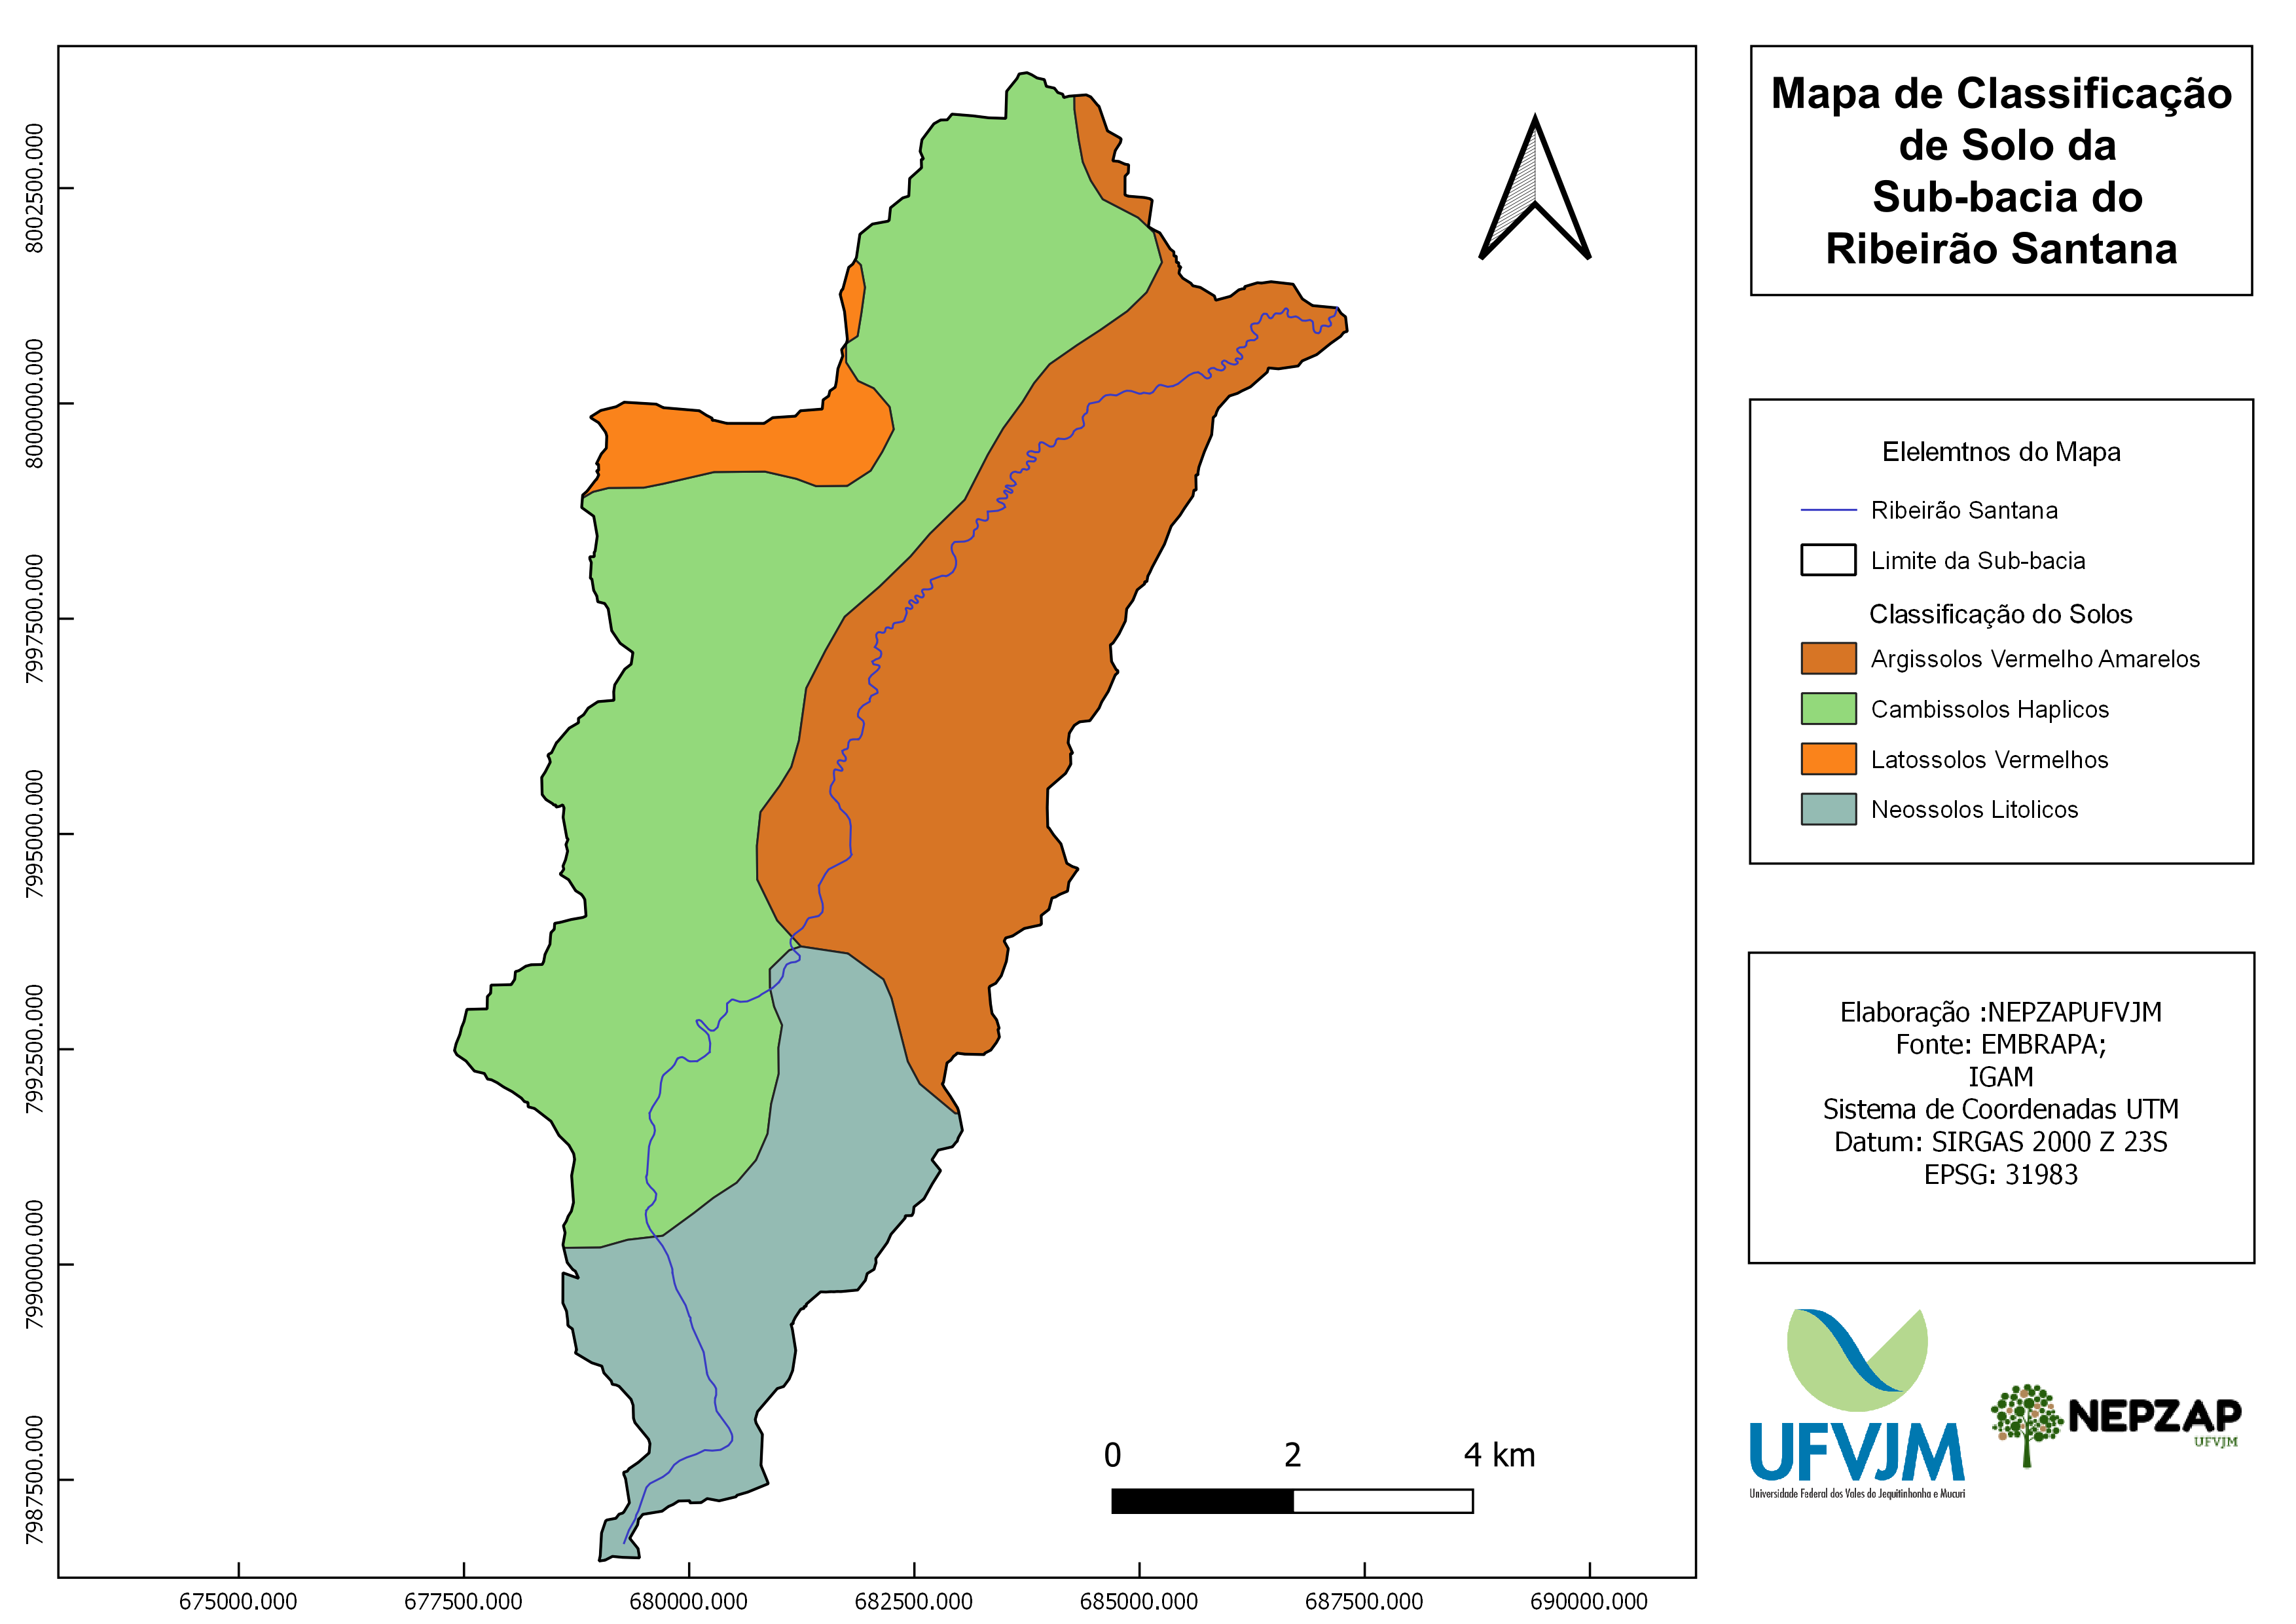 Mapa de Classificação
de Solo da
Sub-bacia do
Ribeirão Santana
8002500.000
8000000.000
7997500.000
7995000.000
7992500.000
7990000.000
7987500.000
675000.000
677500.000
680000.000
682500.000
685000.000
687500.000
690000.000
0 2 4 km
Elelemtnos do Mapa
Ribeirão Santana
Limite da Sub-bacia
Classificação do Solos
Argissolos Vermelho Amarelos
Cambissolos Haplicos
Latossolos Vermelhos
Neossolos Litolicos
Elaboração :NEPZAPUFVJM
Fonte: EMBRAPA;
IGAM
Sistema de Coordenadas UTM
Datum: SIRGAS 2000 Z 23S
EPSG: 31983
UFVJM
Universidade Federal dos Vales do Jequitinhonha e Mucuri
NEPZAP
UFVJM